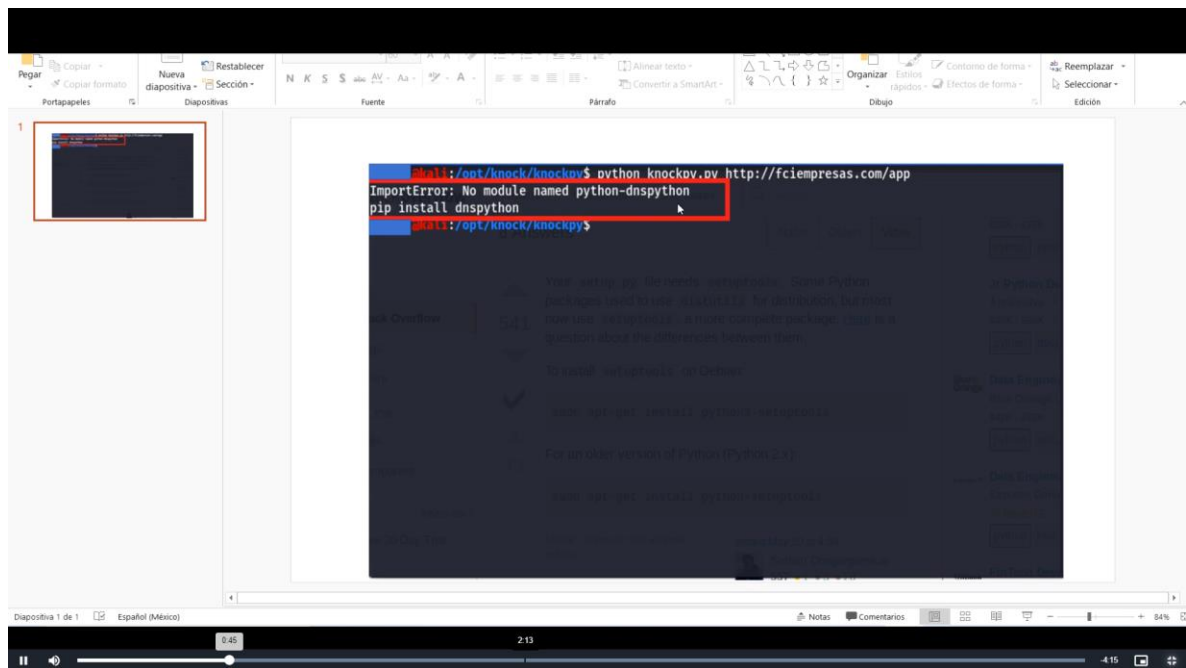 Pegar
Copiar
Copiar formato
Portapapeles
Nueva
diapositiva
Restablecer
Sección
Diapositivas
N K S S abc AV Aa A
Fuente
Alinear texto
Convertir a SmartArt
Párrafo
Organizar
Estilos
rápidos
Contorno de forma
Efectos de forma
Dibujo
Reemplazar
Seleccionar
Edición
1
@kali:/opt/knock/knockpy$ python knockpy.py http://fciempresas.com/app
ImportError: No module named python-dnspython
pip install dnspython
@kali:/opt/knock/knockpy$
Your setup.py file needs setuptools. Some Python
packages used to use distutils for distribution, but most
now use setuptools, a more complete package.
question about the differences between them.
541
To install setuptools on Debian:
sudo apt-get install python3-setuptools
For an older version of Python (Python 2.x):
sudo apt-get install python-setuptools
Diapositiva 1 de 1
Español (México)
Notas
Comentarios
84%
0:45
2:13
-4:15